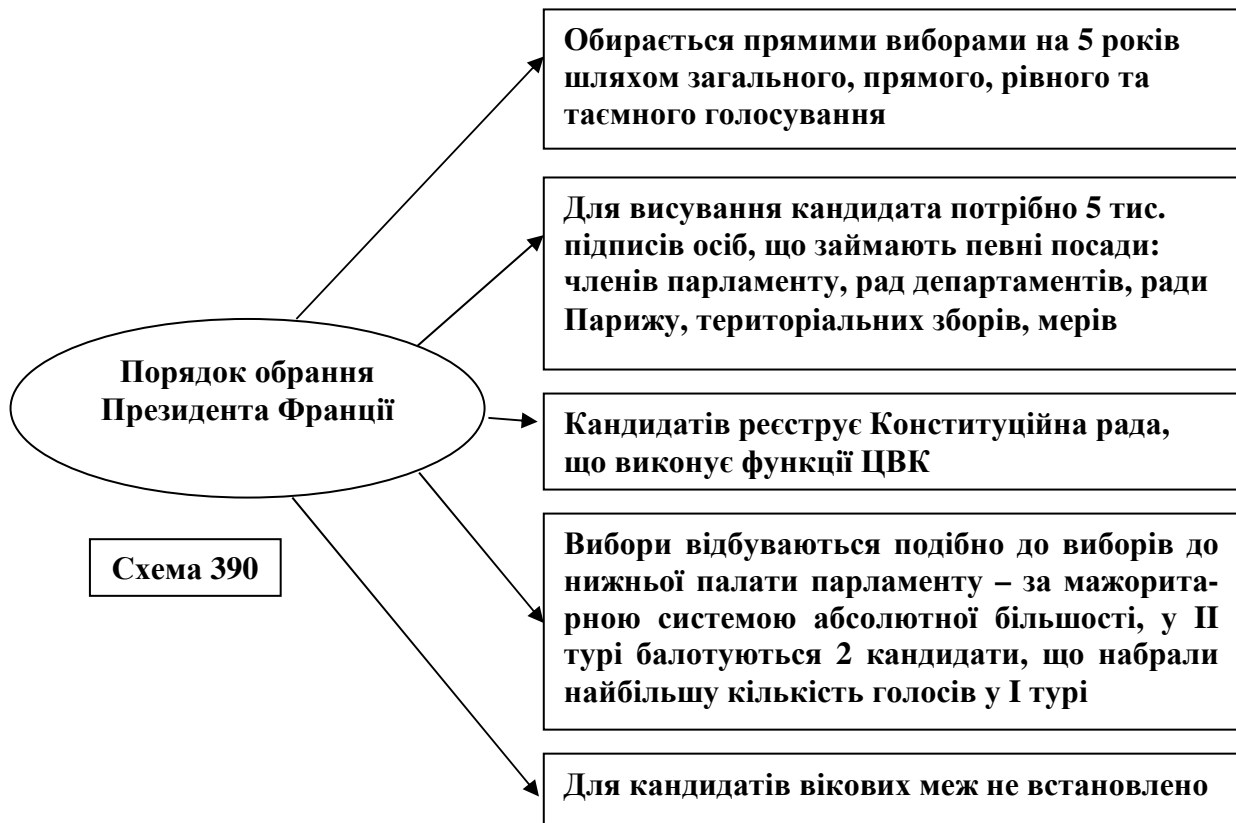 Обирається прямими виборами на 5 років
шляхом загального, прямого, рівного та
таємного голосування
Для висування кандидата потрібно 5 тис.
підписів осіб, що займають певні посади:
членів парламенту, рад департаментів, ради
Парижу, територіальних зборів, мерів
Порядок обрання
Президента Франції
Кандидатів реєструє Конституційна рада,
що виконує функції ЦВК
Схема 390
Вибори відбуваються подібно до виборів до
нижньої палати парламенту – за мажорита-
рною системою абсолютної більшості, у ІІ
турі балотуються 2 кандидати, що набрали
найбільшу кількість голосів у І турі
Для кандидатів вікових меж не встановлено